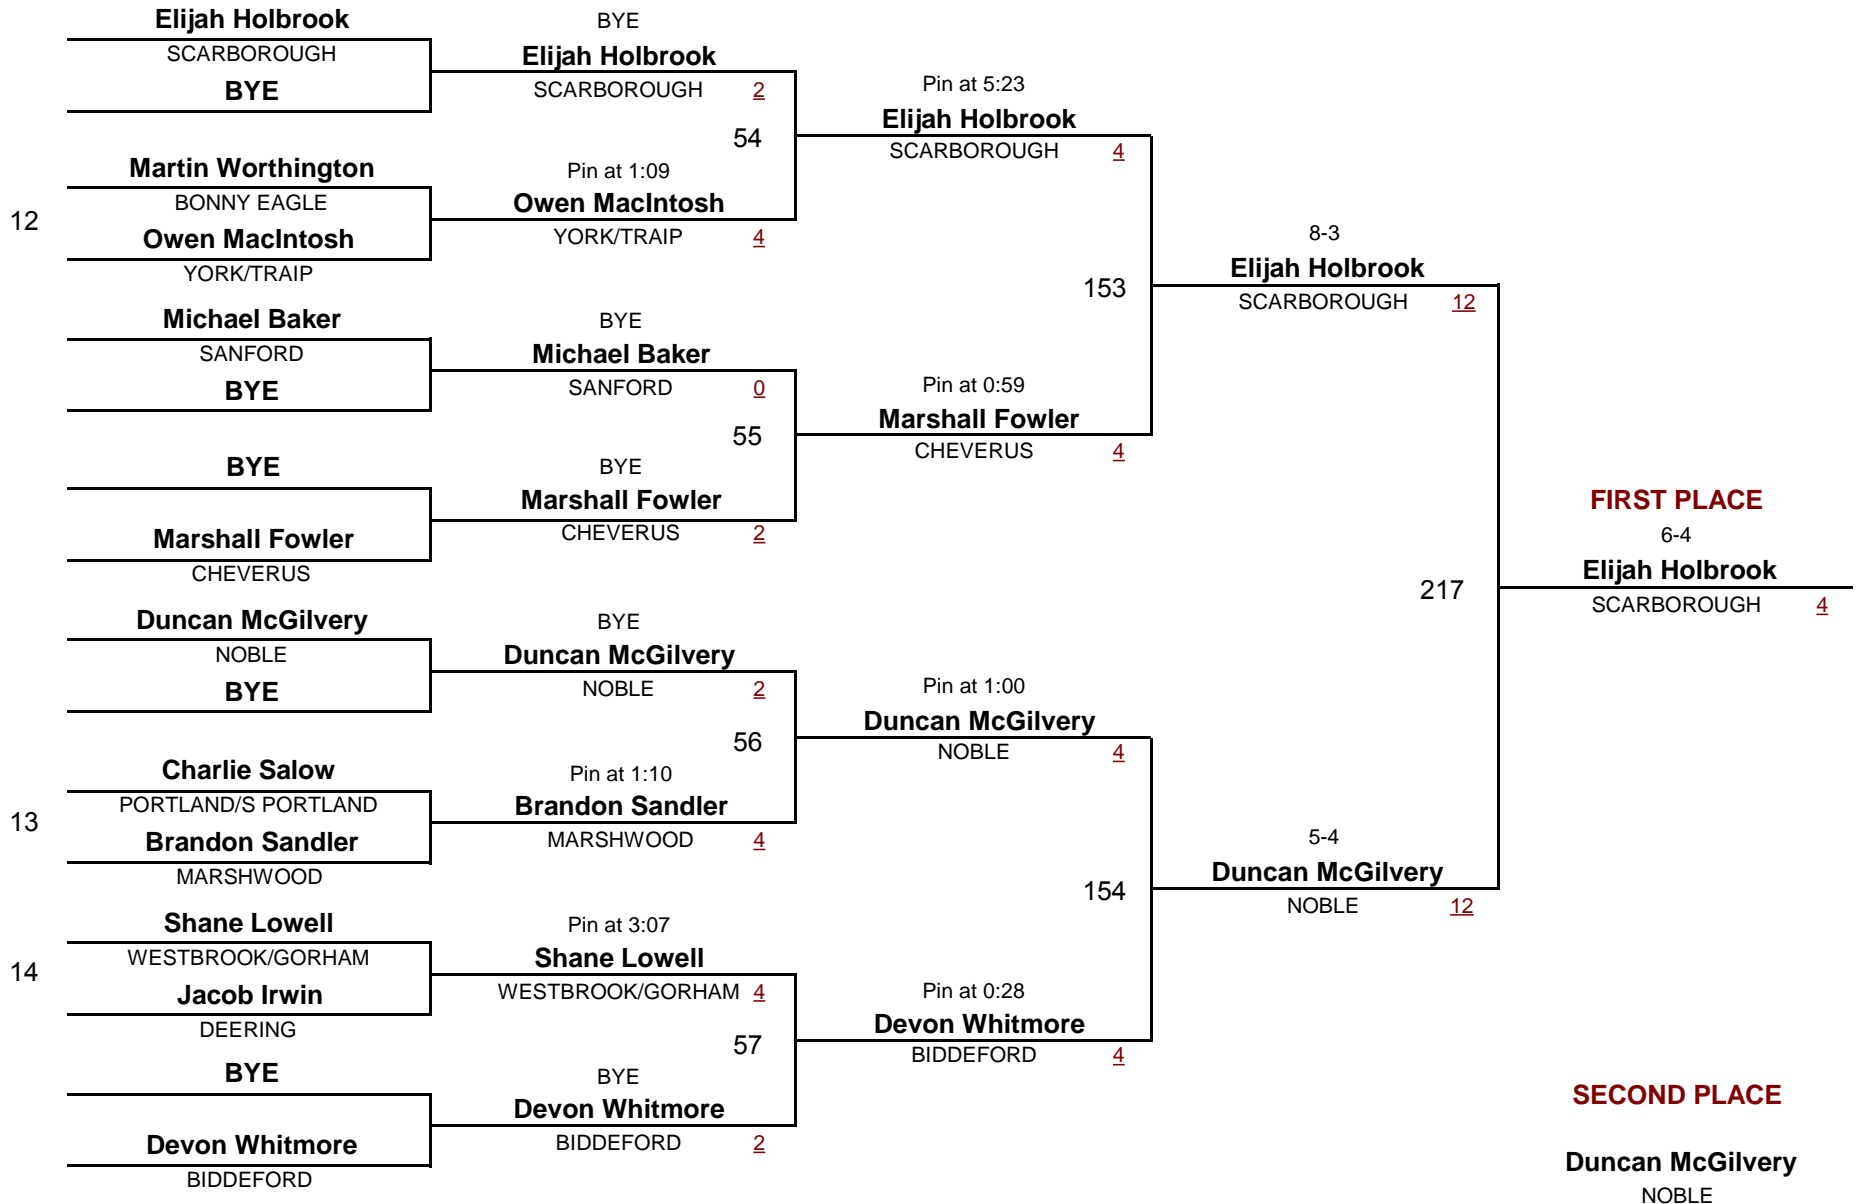 Elijah Holbrook
SCARBOROUGH
BYE
12
Martin Worthington
BONNY EAGLE
Owen MacIntosh
YORK/TRAIP
Michael Baker
SANFORD
BYE
BYE
Marshall Fowler
CHEVERUS
Duncan McGilvery
NOBLE
BYE
13
Charlie Salow
PORTLAND/S PORTLAND
Brandon Sandler
MARSHWOOD
14
Shane Lowell
WESTBROOK/GORHAM
Jacob Irwin
DEERING
BYE
Devon Whitmore
BIDDEFORD
BYE
Elijah Holbrook
SCARBOROUGH 2
54
Pin at 1:09
Owen MacIntosh
YORK/TRAIP 4
BYE
Michael Baker
SANFORD 0
55
BYE
Marshall Fowler
CHEVERUS 2
BYE
Duncan McGilvery
NOBLE 2
56
Pin at 1:10
Brandon Sandler
MARSHWOOD 4
Pin at 3:07
Shane Lowell
WESTBROOK/GORHAM 4
57
BYE
Devon Whitmore
BIDDEFORD 2
Pin at 5:23
Elijah Holbrook
SCARBOROUGH 4
153
Pin at 0:59
Marshall Fowler
CHEVERUS 4
Pin at 1:00
Duncan McGilvery
NOBLE 4
154
Pin at 0:28
Devon Whitmore
BIDDEFORD 4
8-3
Elijah Holbrook
SCARBOROUGH 12
217
5-4
Duncan McGilvery
NOBLE 12
FIRST PLACE
6-4
Elijah Holbrook
SCARBOROUGH 4
SECOND PLACE
Duncan McGilvery
NOBLE